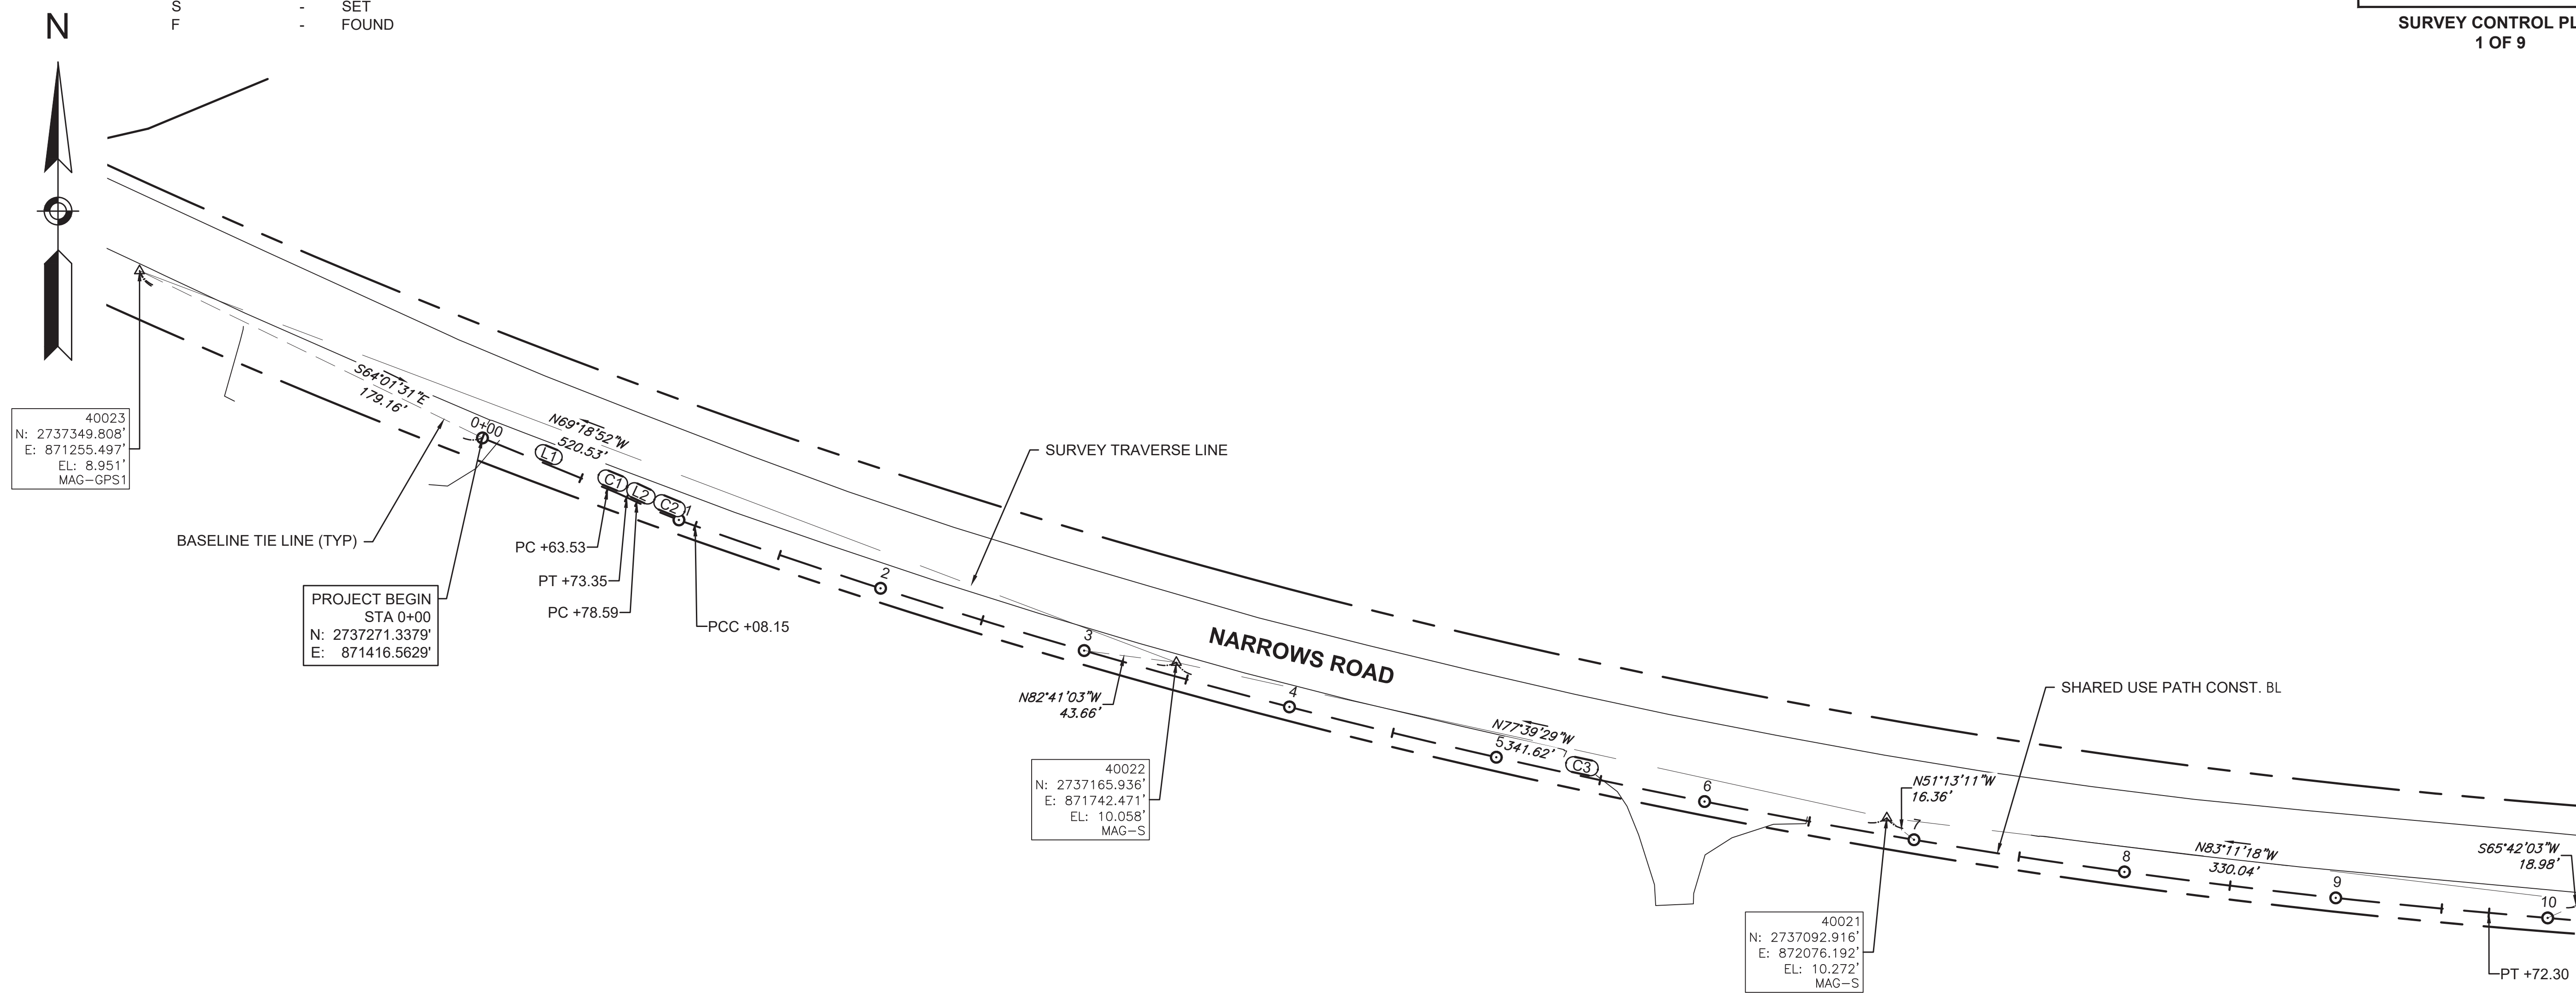 S - SET
F - FOUND
N
SURVEY CONTROL PL
1 OF 9
S64°01'31"E
179.16'
40023
N: 2737349.808'
E: 871255.497'
EL: 8.951'
MAG-GPS1
0+00
L1
N69°18'52"W
520.53'
C1
L2
C2
1
BASELINE TIE LINE (TYP)
PC +63.53
PT +73.35
PC +78.59
PCC +08.15
PROJECT BEGIN
STA 0+00
N: 2737271.3379'
E: 871416.5629'
SURVEY TRAVERSE LINE
2
3
NARROWS ROAD
N82°41'03"W
43.66'
4
40022
N: 2737165.936'
E: 871742.471'
EL: 10.058'
MAG-S
N77°39'29"W
341.62'
5
C3
6
SHARED USE PATH CONST. BL
N51°13'11"W
16.36'
7
40021
N: 2737092.916'
E: 872076.192'
EL: 10.272'
MAG-S
8
N83°11'18"W
330.04'
9
S65°42'03"W
18.98'
10
PT +72.30